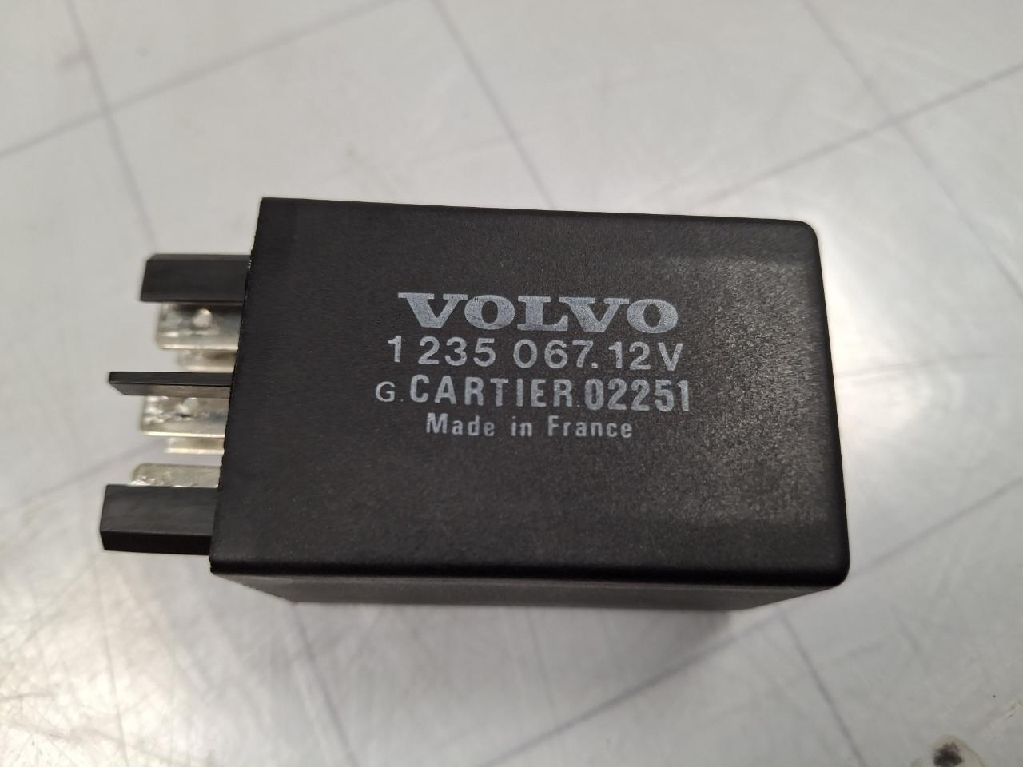 VOLVO
1 235 067.12V
G.CARTIER.02251
Made in France